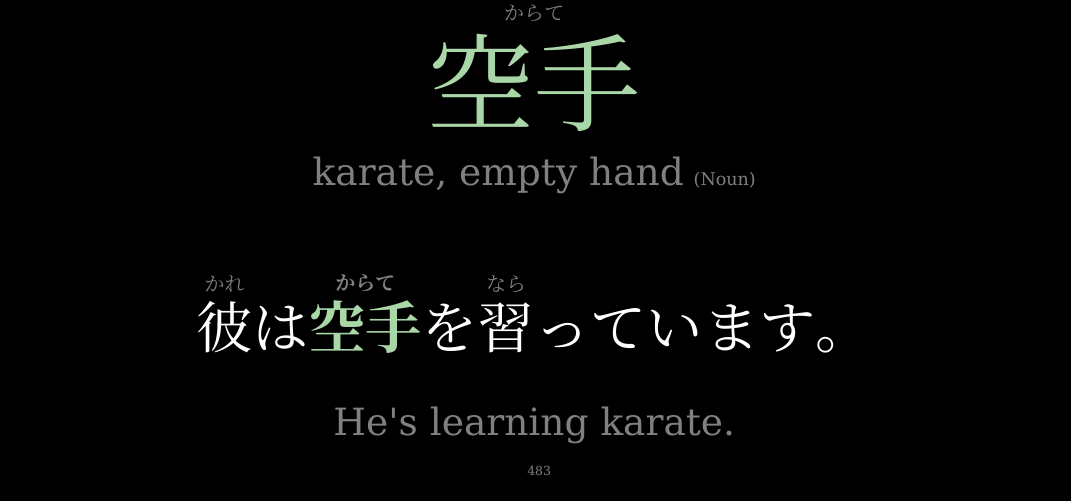 からて
空手
karate, empty hand (Noun)
かれ からて なら
彼は空手を習っています。
He's learning karate.
483